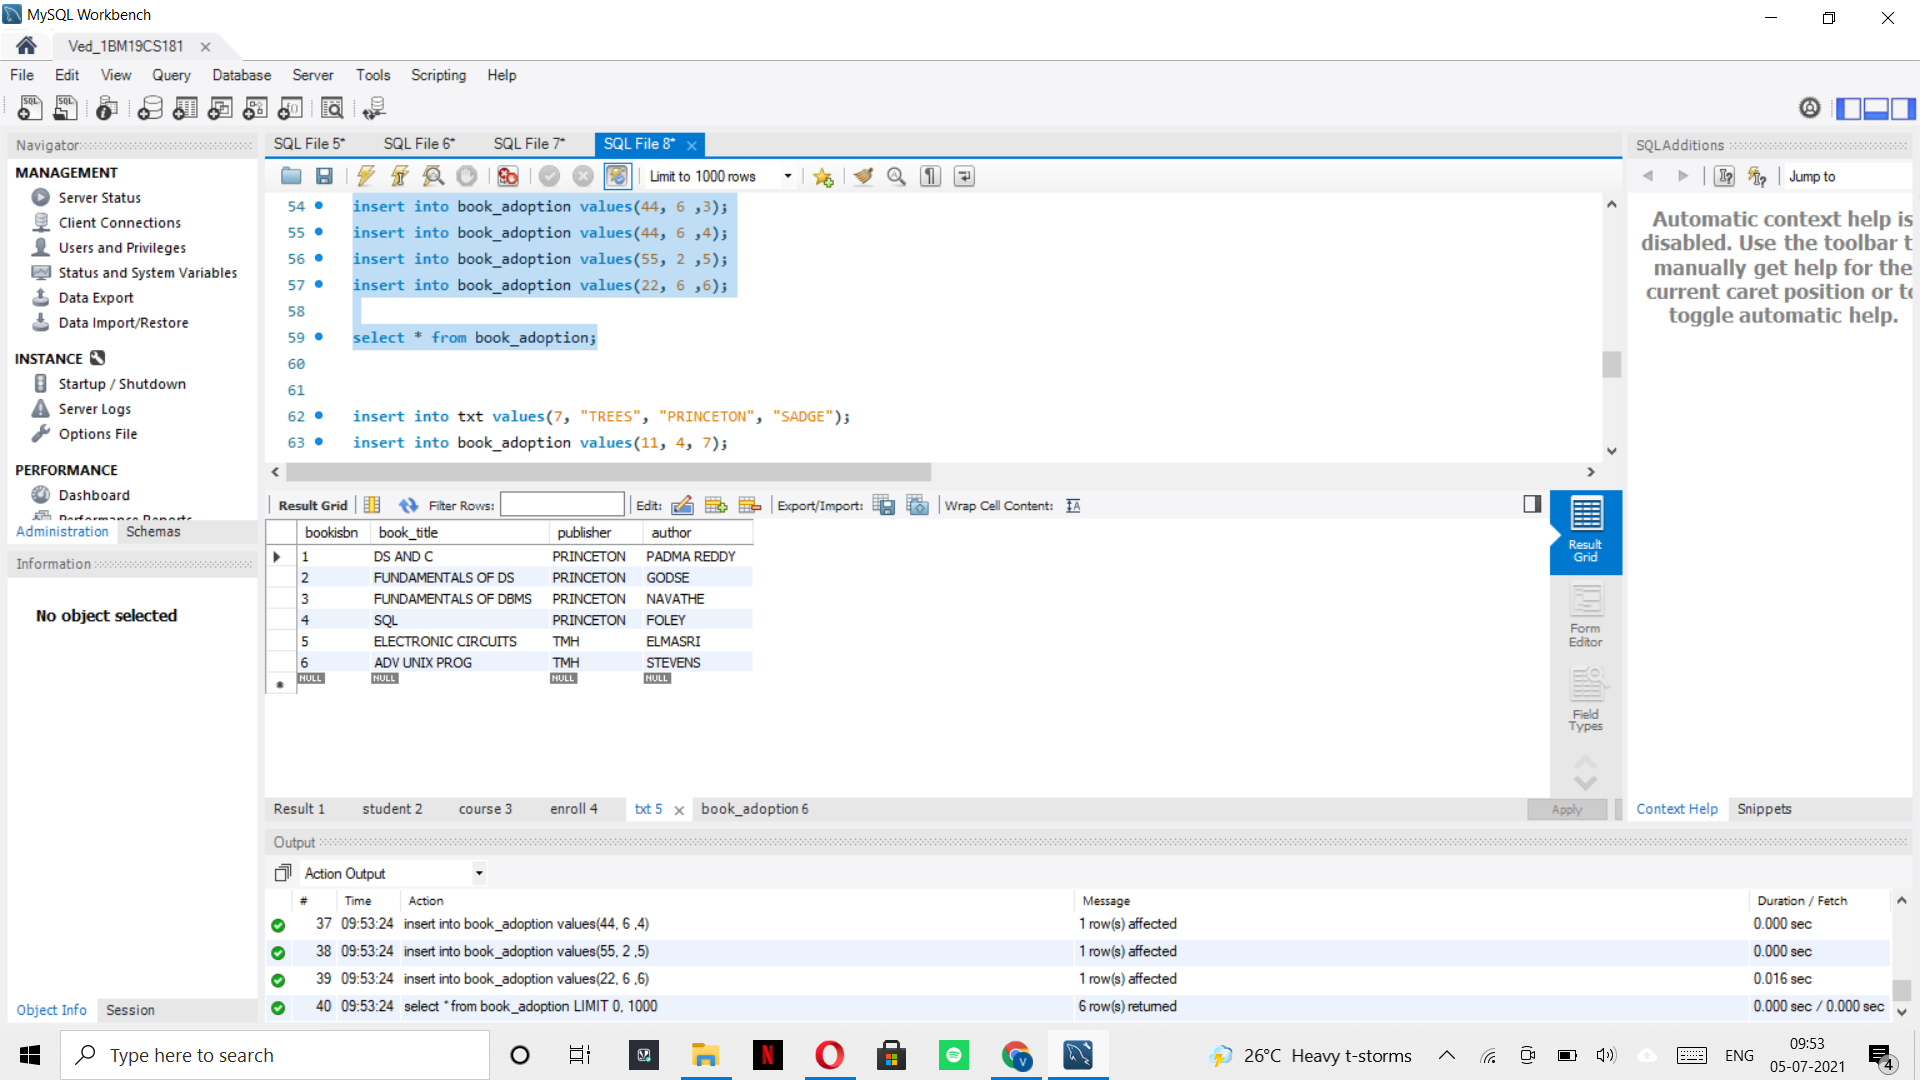 MySQL Workbench
Ved_1BM19CS181
File Edit View Query Database Server Tools Scripting Help
Navigator
MANAGEMENT
Server Status
Client Connections
Users and Privileges
Status and System Variables
Data Export
Data Import/Restore
INSTANCE
Startup / Shutdown
Server Logs
Options File
PERFORMANCE
Dashboard
Performance Reports
Administration Schemas
Information
No object selected
Object Info Session
SQL File 5* SQL File 6* SQL File 7* SQL File 8*
Limit to 1000 rows
54 insert into book_adoption values(44, 6 ,3);
55 insert into book_adoption values(44, 6 ,4);
56 insert into book_adoption values(55, 2 ,5);
57 insert into book_adoption values(22, 6 ,6);
58
59 select * from book_adoption;
60
61
62 insert into txt values(7, "TREES", "PRINCETON", "SADGE");
63 insert into book_adoption values(11, 4, 7);
Result Grid Filter Rows: Edit: Export/Import: Wrap Cell Content:
bookisbn book_title publisher author
1 DS AND C PRINCETON PADMA REDDY
2 FUNDAMENTALS OF DS PRINCETON GODSE
3 FUNDAMENTALS OF DBMS PRINCETON NAVATHE
4 SQL PRINCETON FOLEY
5 ELECTRONIC CIRCUITS TMH ELMASRI
6 ADV UNIX PROG TMH STEVENS
NULL NULL NULL NULL
Result Grid
Form Editor
Field Types
Result 1 student 2 course 3 enroll 4 txt 5 book_adoption 6
Apply
SQLAdditions
Jump to
Automatic context help is
disabled. Use the toolbar t
manually get help for the
current caret position or to
toggle automatic help.
Context Help Snippets
Output
Action Output
# Time Action Message Duration / Fetch
37 09:53:24 insert into book_adoption values(44, 6 ,4) 1 row(s) affected 0.000 sec
38 09:53:24 insert into book_adoption values(55, 2 ,5) 1 row(s) affected 0.000 sec
39 09:53:24 insert into book_adoption values(22, 6 ,6) 1 row(s) affected 0.016 sec
40 09:53:24 select * from book_adoption LIMIT 0, 1000 6 row(s) returned 0.000 sec / 0.000 sec
Type here to search
26°C Heavy t-storms
ENG
09:53
05-07-2021
4